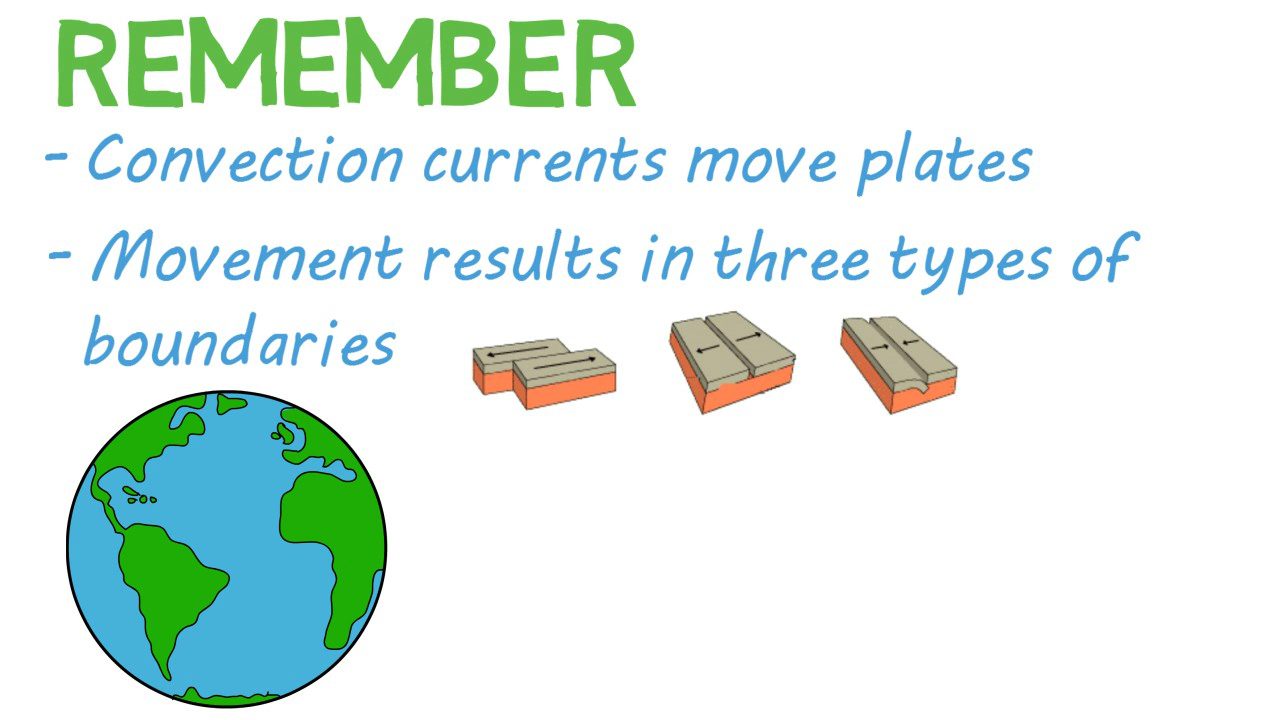 REMEMBER
- Convection currents move plates
- Movement results in three types of
boundaries